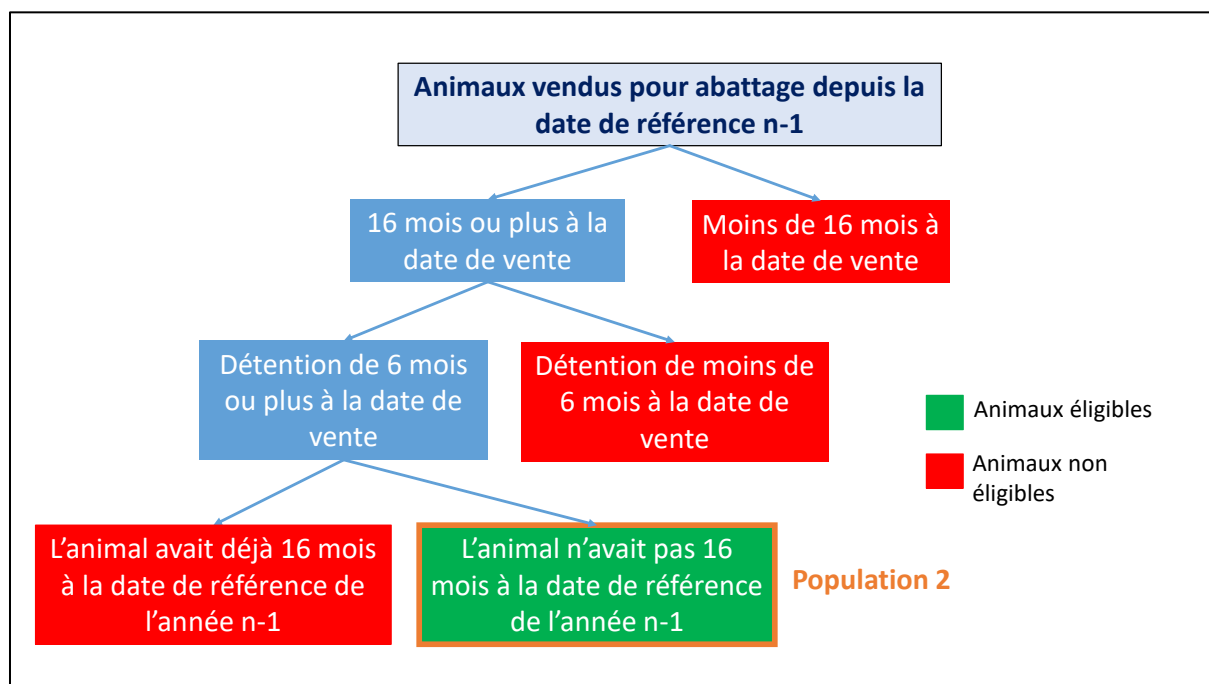 Animaux vendus pour abattage depuis la
date de référence n-1
16 mois ou plus à la
date de vente
Moins de 16 mois à
la date de vente
Détention de 6 mois
ou plus à la date de
vente
Détention de moins de
6 mois à la date de
vente
Animaux éligibles
Animaux non
éligibles
L’animal avait déjà 16 mois
à la date de référence de
l’année n-1
L’animal n’avait pas 16
mois à la date de référence
de l’année n-1
Population 2